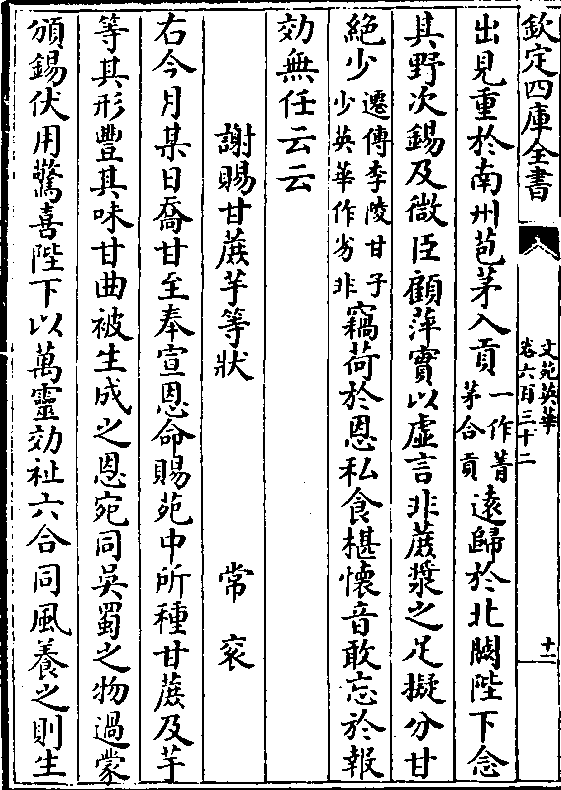 欽定四庫全書
文苑英華
卷六百三十二
十二
出見重於南州苞茅入貢一作菁茅合貢遠歸於北闕陛下念
其野次錫及微臣顧萍實以虛言非蔗漿之足擬分甘
絶少遷傳李陵甘子少英華作劣非竊荷於恩私食椹懷音敢忘於報
効無任云云
謝賜甘蔗芋等狀 常衮
右今月某日喬甘至奉宣恩命賜苑中所種甘蔗及芋
等其形豐其味甘曲被生成之恩宛同吳蜀之物過蒙
頒錫伏用驚喜陛下以萬靈効祉六合同風養之則生